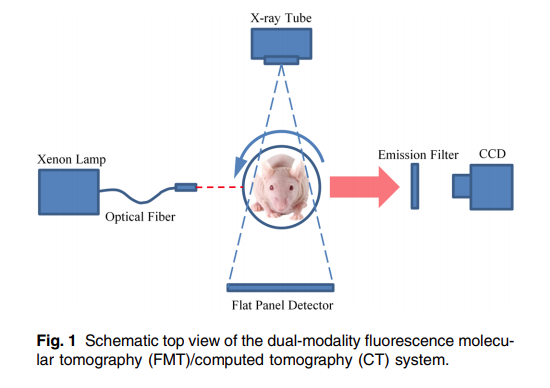 X-ray Tube
Xenon Lamp
Optical Fiber
Emission Filter
CCD
Flat Panel Detector
Fig. 1 Schematic top view of the dual-modality fluorescence molecu-
lar tomography (FMT)/computed tomography (CT) system.